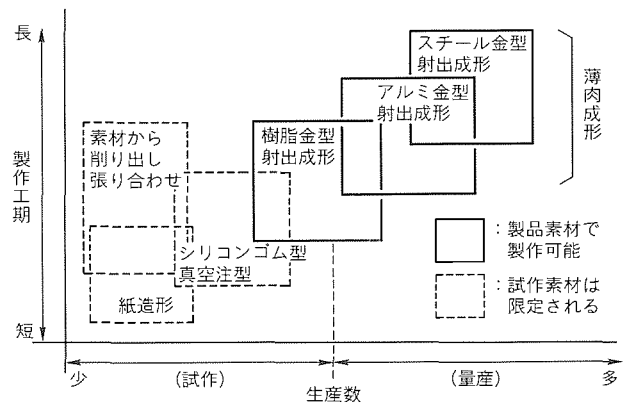 長
製作工期
短
スチール金型
射出成形
アルミ金型
射出成形
薄肉成形
樹脂金型
射出成形
素材から
削り出し
張り合わせ
シリコンゴム型
真空注型
紙造形
：製品素材で
製作可能
：試作素材は
限定される
少
（試作）
生産数
（量産）
多